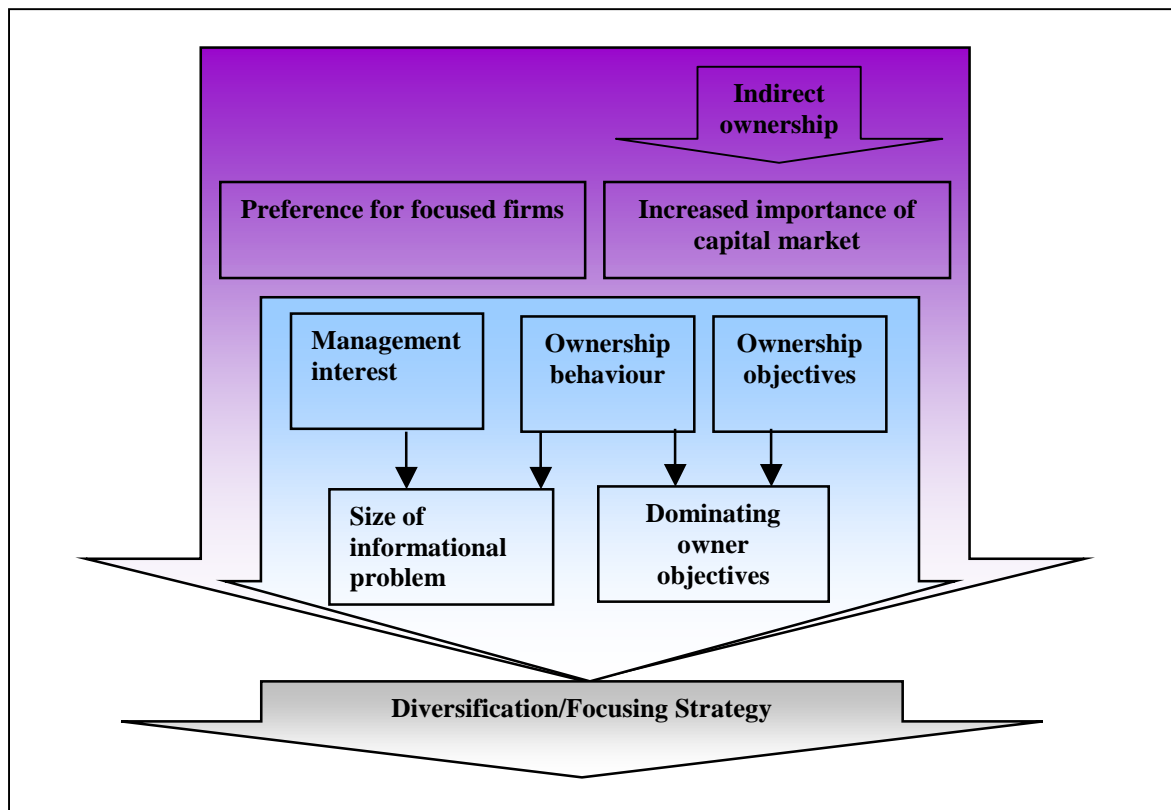 Indirect
ownership
Preference for focused firms
Increased importance of
capital market
Management
interest
Ownership
behaviour
Ownership
objectives
Size of
informational
problem
Dominating
owner
objectives
Diversification/Focusing Strategy